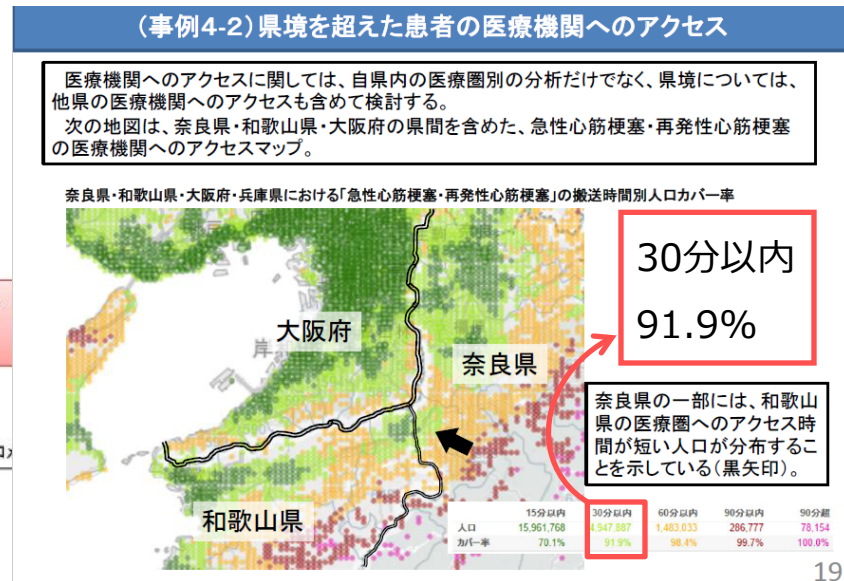 (事例4-2)県境を超えた患者の医療機関へのアクセス
医療機関へのアクセスに関しては、自県内の医療圏別の分析だけでなく、県境については、
他県の医療機関へのアクセスも含めて検討する。
次の地図は、奈良県・和歌山県・大阪府の県間を含めた、急性心筋梗塞・再発性心筋梗塞
の医療機関へのアクセスマップ。
奈良県・和歌山県・大阪府・兵庫県における「急性心筋梗塞・再発性心筋梗塞」の搬送時間別人口カバー率
30分以内
91.9%
大阪府
岸
奈良県
和歌山県
奈良県の一部には、和歌山
県の医療圏へのアクセス時
間が短い人口が分布するこ
とを示している(黒矢印)。
15分以内 30分以内 60分以内 90分以内 90分超
人口 15,961,768 4,947,887 1,483,033 286,777 78,154
カバー率 70.1% 91.9% 98.4% 99.7% 100.0%
19